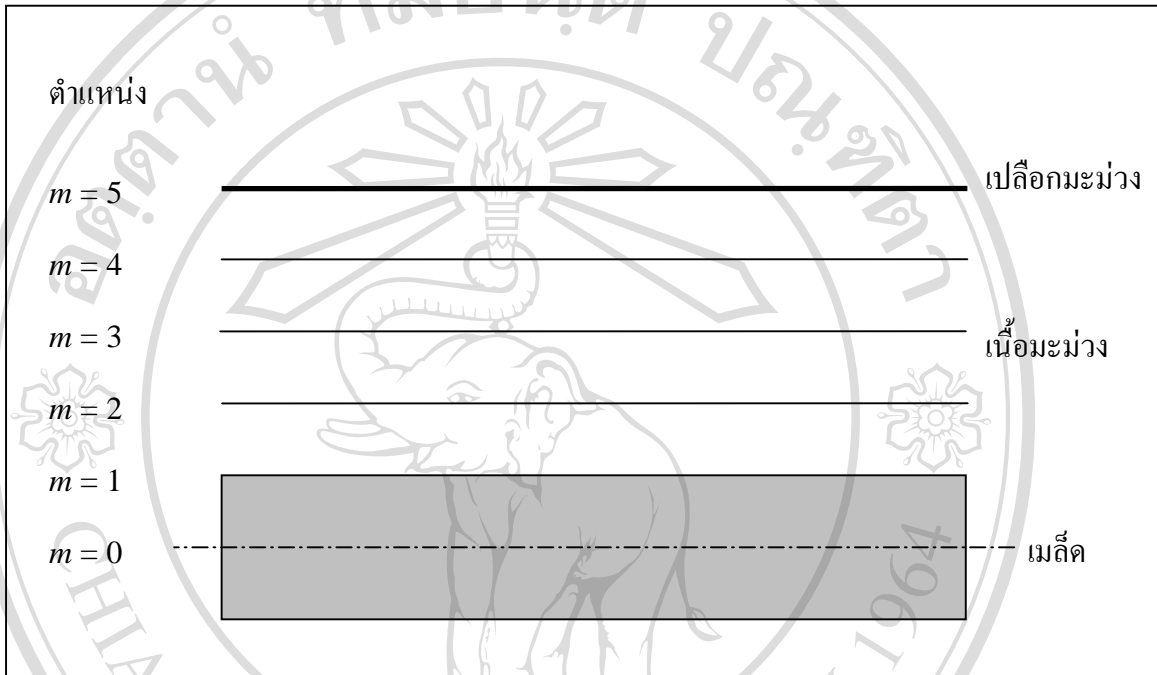 ตำแหน่ง
m = 5
เปลือกมะม่วง
m = 4
m = 3
เนื้อมะม่วง
m = 2
m = 1
m = 0
เมล็ด
1964